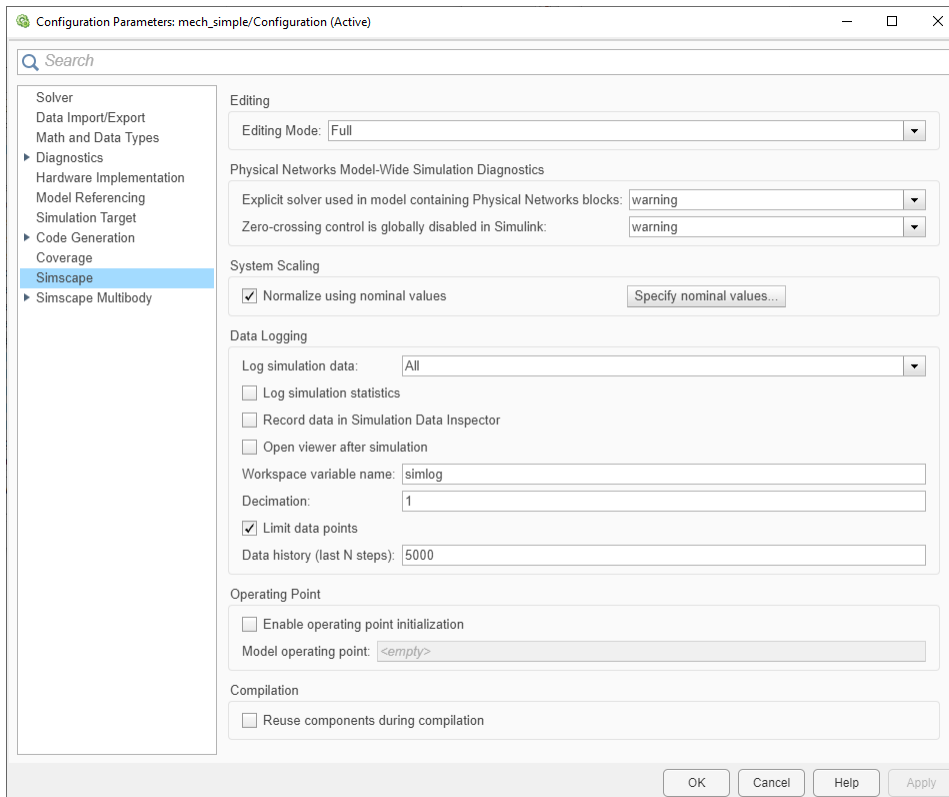 Configuration Parameters: mech_simple/Configuration (Active)
Search
Solver
Data Import/Export
Math and Data Types
Diagnostics
Hardware Implementation
Model Referencing
Simulation Target
Code Generation
Coverage
Simscape
Simscape Multibody
Editing
Editing Mode: Full
Physical Networks Model-Wide Simulation Diagnostics
Explicit solver used in model containing Physical Networks blocks: warning
Zero-crossing control is globally disabled in Simulink: warning
System Scaling
Normalize using nominal values Specify nominal values...
Data Logging
Log simulation data: All
Log simulation statistics
Record data in Simulation Data Inspector
Open viewer after simulation
Workspace variable name: simlog
Decimation: 1
Limit data points
Data history (last N steps): 5000
Operating Point
Enable operating point initialization
Model operating point: <empty>
Compilation
Reuse components during compilation
OK Cancel Help Apply